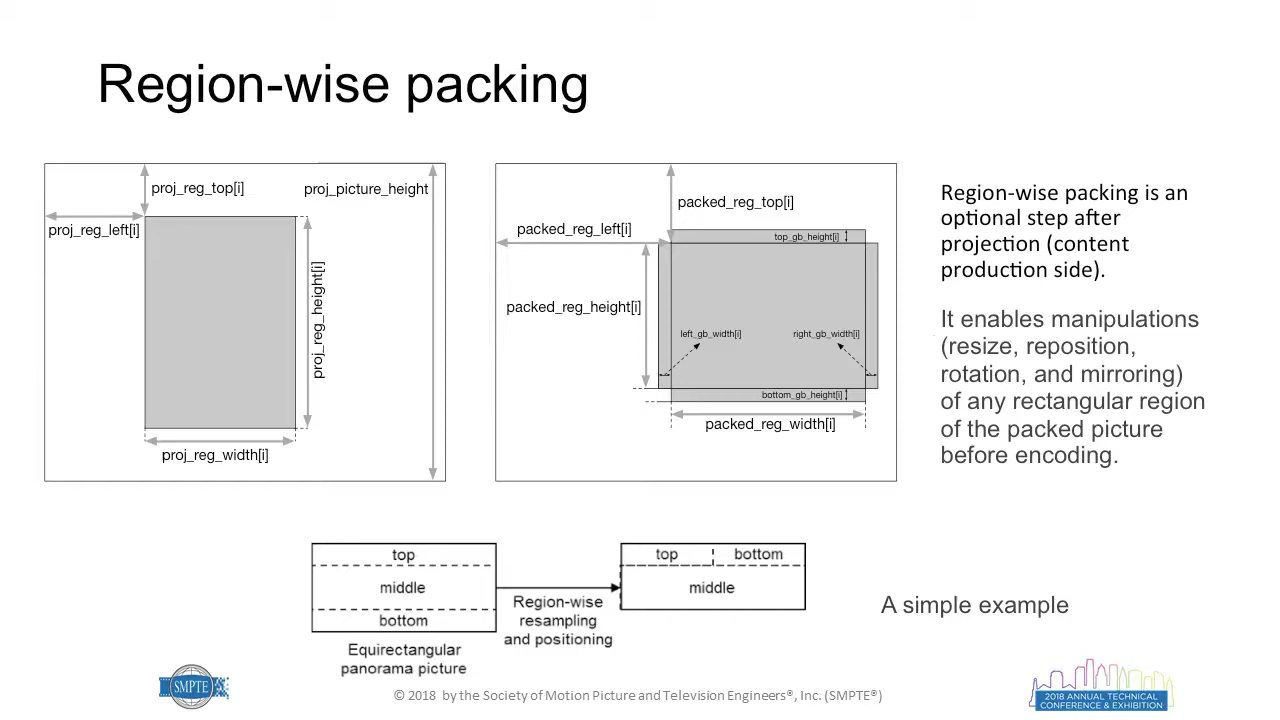 Region-wise packing
proj_reg_top[i]
proj_picture_height
proj_reg_left[i]
proj_reg_height[i]
proj_reg_width[i]
packed_reg_top[i]
packed_reg_left[i]
top_gb_height[i]
packed_reg_height[i]
left_gb_width[i]
right_gb_width[i]
bottom_gb_height[i]
packed_reg_width[i]
Region-wise packing is an
optional step after
projection (content
production side).
It enables manipulations
(resize, reposition,
rotation, and mirroring)
of any rectangular region
of the packed picture
before encoding.
top
middle
bottom
Equirectangular
panorama picture
Region-wise
resampling
and positioning
top
bottom
middle
A simple example
SMPTE
© 2018 by the Society of Motion Picture and Television Engineers®, Inc. (SMPTE®)
2018 ANNUAL TECHNICAL
CONFERENCE & EXHIBITION